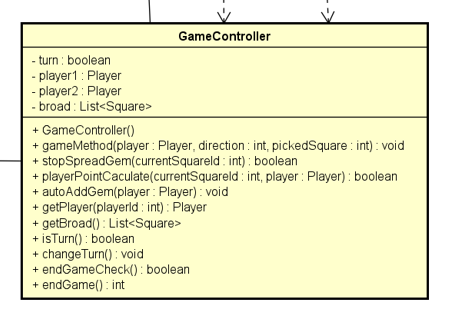 GameController
- turn : boolean
- player1 : Player
- player2 : Player
- broad : List<Square>
+ GameController()
+ gameMethod(player : Player, direction : int, pickedSquare : int) : void
+ stopSpreadGem(currentSquareId : int) : boolean
+ playerPointCaculate(currentSquareId : int, player : Player) : boolean
+ autoAddGem(player : Player) : void
+ getPlayer(playerId : int) : Player
+ getBroad() : List<Square>
+ isTurn() : boolean
+ changeTurn() : void
+ endGameCheck() : boolean
+ endGame() : int